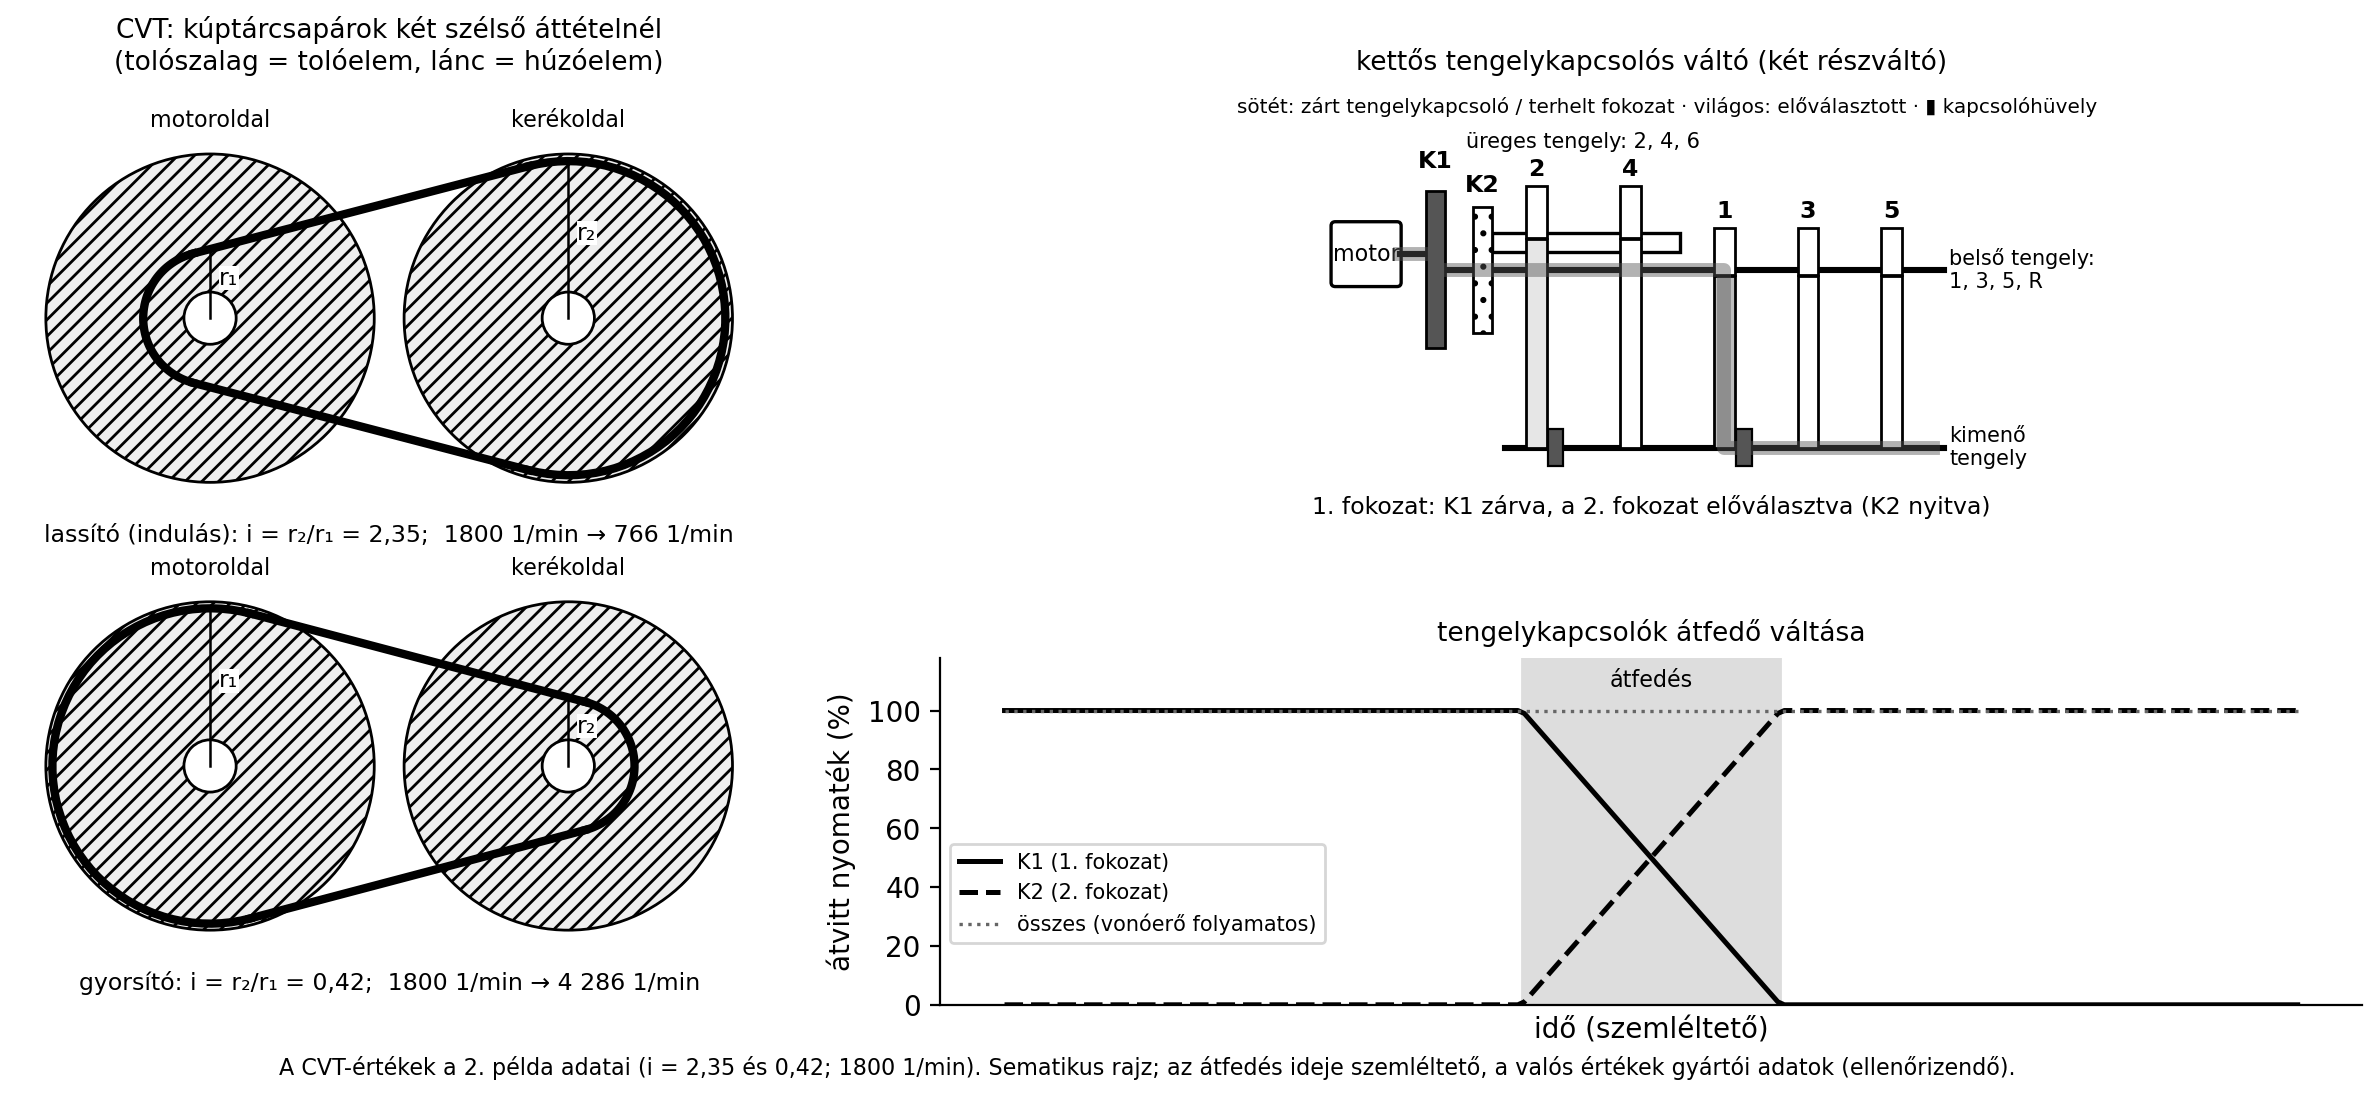 CVT: kúptárcsapárok két szélső áttételnél
(tolószalag = tolóelem, lánc = húzóelem)
motoroldal
kerékoldal
r₂
r₁
lassító (indulás): i = r₂/r₁ = 2,35;  1800 1/min → 766 1/min
motoroldal
kerékoldal
r₁
r₂
gyorsító: i = r₂/r₁ = 0,42;  1800 1/min → 4 286 1/min
kettős tengelykapcsolós váltó (két részváltó)
sötét: zárt tengelykapcsoló / terhelt fokozat · világos: előválasztott · ▮ kapcsolóhüvely
üreges tengely: 2, 4, 6
K1
K2
2
4
1
3
5
motor
belső tengely:
1, 3, 5, R
kimenő
tengely
1. fokozat: K1 zárva, a 2. fokozat előválasztva (K2 nyitva)
tengelykapcsolók átfedő váltása
átfedés
átvitt nyomaték (%)
100
80
60
40
20
0
K1 (1. fokozat)
K2 (2. fokozat)
összes (vonóerő folyamatos)
idő (szemléltető)
A CVT-értékek a 2. példa adatai (i = 2,35 és 0,42; 1800 1/min). Sematikus rajz; az átfedés ideje szemléltető, a valós értékek gyártói adatok (ellenőrizendő).